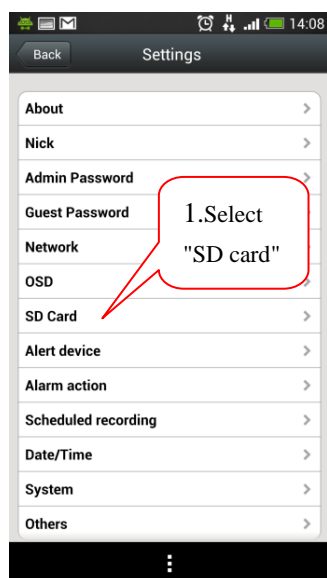 H 14:08
Back Settings
About
Nick
Admin Password
Guest Password
1.Select
"SD card"
Network
OSD
SD Card
Alert device
Alarm action
Scheduled recording
Date/Time
System
Others